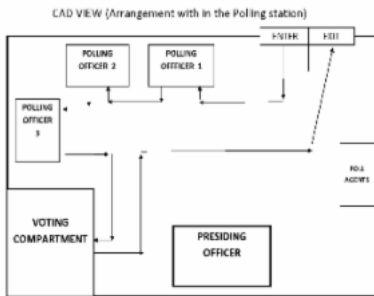 CAD VIEW (Arrangement with in the Polling station)
ENTER EXIT
POLLING
OFFICER 2
POLLING
OFFICER 1
POLLING
OFFICER
3
POLL
AGENTS
VOTING
COMPARTMENT
PRESIDING
OFFICER